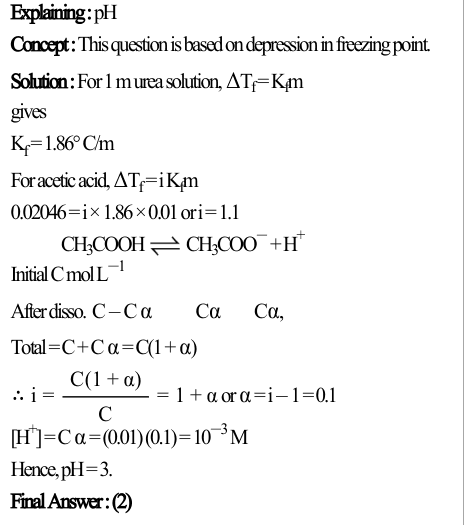 Explaining : pH
Concept : This question is based on depression in freezing point.
Solution : For 1 m urea solution, ΔT_f = K_f m
gives
K_f = 1.86° C/m
For acetic acid, ΔT_f = i K_f m
0.02046 = i × 1.86 × 0.01 or i = 1.1
CH₃COOH ⇌ CH₃COO⁻ + H⁺
Initial C mol L⁻¹
After disso. C – C α Cα Cα,
Total = C + C α = C(1 + α)
∴ i = C(1 + α) / C = 1 + α or α = i – 1 = 0.1
[H⁺] = C α = (0.01) (0.1) = 10⁻³ M
Hence, pH = 3.
Final Answer : (2)